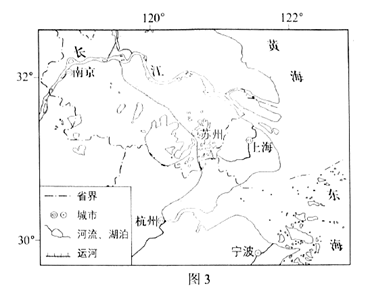 120°
122°
黄
海
长
江
32°
南京
苏州
上海
东
海
省界
城市
河流、湖泊
运河
杭州
宁波
30°
图3